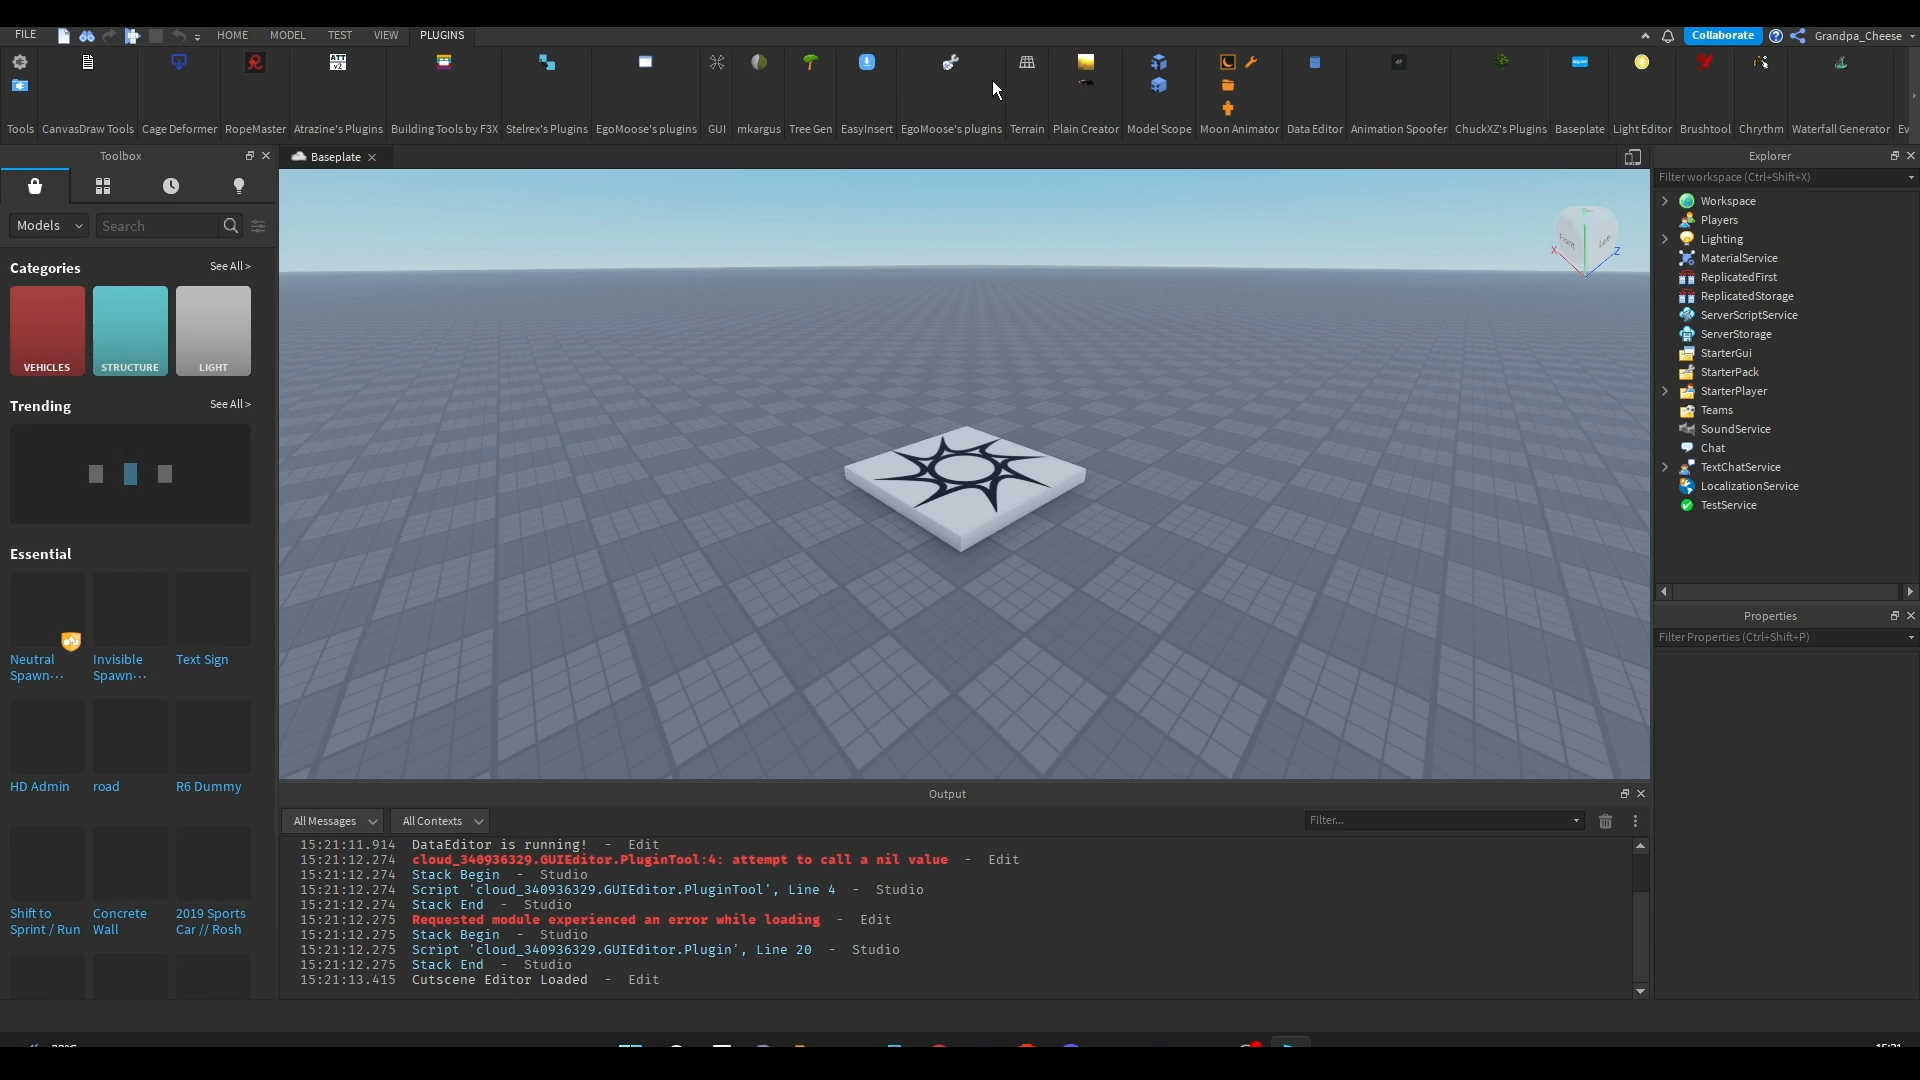 FILE HOME MODEL TEST VIEW PLUGINS Collaborate Grandpa_Cheese
ATT
v2
Tools CanvasDraw Tools Cage Deformer RopeMaster Atrazine's Plugins Building Tools by F3X Stelrex's Plugins EgoMoose's plugins GUI mkargus Tree Gen EasyInsert EgoMoose's plugins Terrain Plain Creator Model Scope Moon Animator Data Editor Animation Spoofer ChuckXZ's Plugins Baseplate Light Editor Brushtool Chrythm Waterfall Generator Ev
Toolbox
Models Search
Categories See All >
VEHICLES STRUCTURE LIGHT
Trending See All >
Essential
Neutral Invisible Text Sign
Spawn··· Spawn···
HD Admin road R6 Dummy
Shift to Concrete 2019 Sports
Sprint / Run Wall Car // Rosh
Baseplate
Front Left
X Z
Output
All Messages All Contexts Filter...
15:21:11.914 DataEditor is running! - Edit
15:21:12.274 cloud_340936329.GUIEditor.PluginTool:4: attempt to call a nil value - Edit
15:21:12.274 Stack Begin - Studio
15:21:12.274 Script 'cloud_340936329.GUIEditor.PluginTool', Line 4 - Studio
15:21:12.274 Stack End - Studio
15:21:12.275 Requested module experienced an error while loading - Edit
15:21:12.275 Stack Begin - Studio
15:21:12.275 Script 'cloud_340936329.GUIEditor.Plugin', Line 20 - Studio
15:21:12.275 Stack End - Studio
15:21:13.415 Cutscene Editor Loaded - Edit
Explorer
Filter workspace (Ctrl+Shift+X)
Workspace
Players
Lighting
MaterialService
ReplicatedFirst
ReplicatedStorage
ServerScriptService
ServerStorage
StarterGui
StarterPack
StarterPlayer
Teams
SoundService
Chat
TextChatService
LocalizationService
TestService
Properties
Filter Properties (Ctrl+Shift+P)